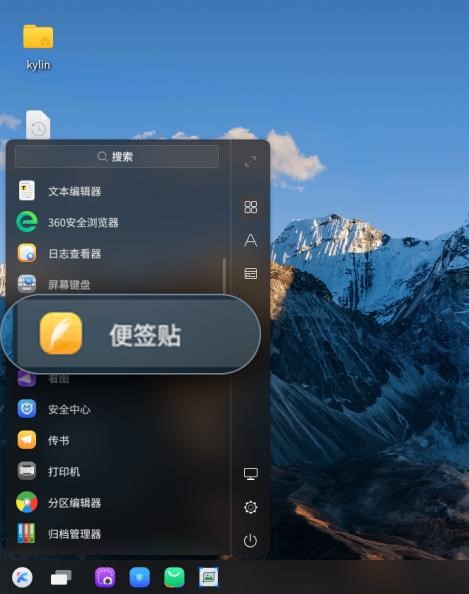 kylin
搜索
文本编辑器
360安全浏览器
日志查看器
屏幕键盘
便签贴
看图
安全中心
传书
打印机
分区编辑器
归档管理器